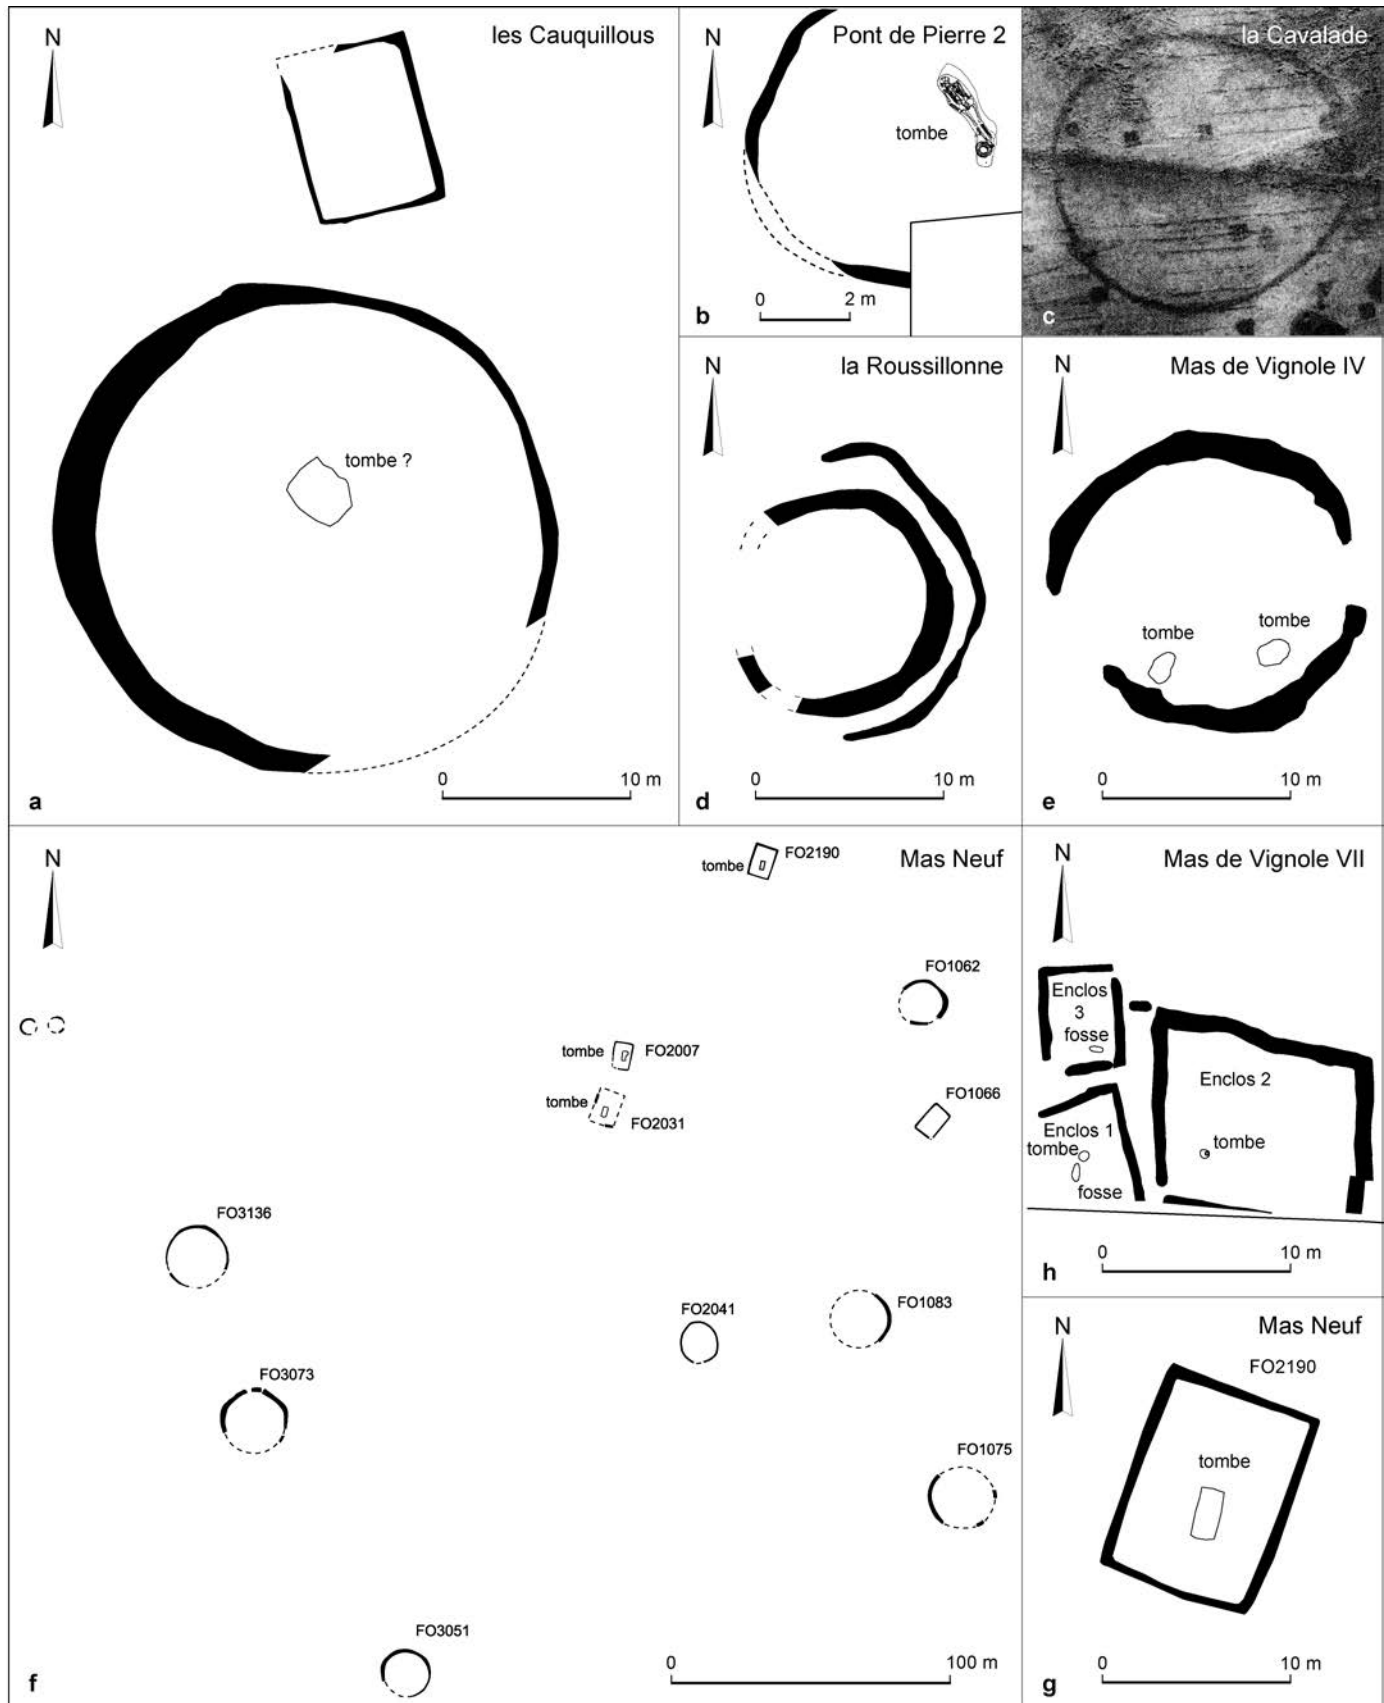 N
les Cauquillous
tombe ?
0 10 m
a
N
Pont de Pierre 2
tombe
0 2 m
b
la Cavalade
c
N
la Roussillonne
0 10 m
d
N
Mas de Vignole IV
tombe
tombe
0 10 m
e
N
Mas Neuf
FO2190
tombe
FO1062
tombe
FO2007
FO1066
tombe
FO2031
FO3136
FO2041
FO1083
FO3073
FO1075
FO3051
0 100 m
f
N
Mas de Vignole VII
Enclos
3
fosse
Enclos 2
Enclos 1
tombe
tombe
fosse
0 10 m
h
N
Mas Neuf
FO2190
tombe
0 10 m
g